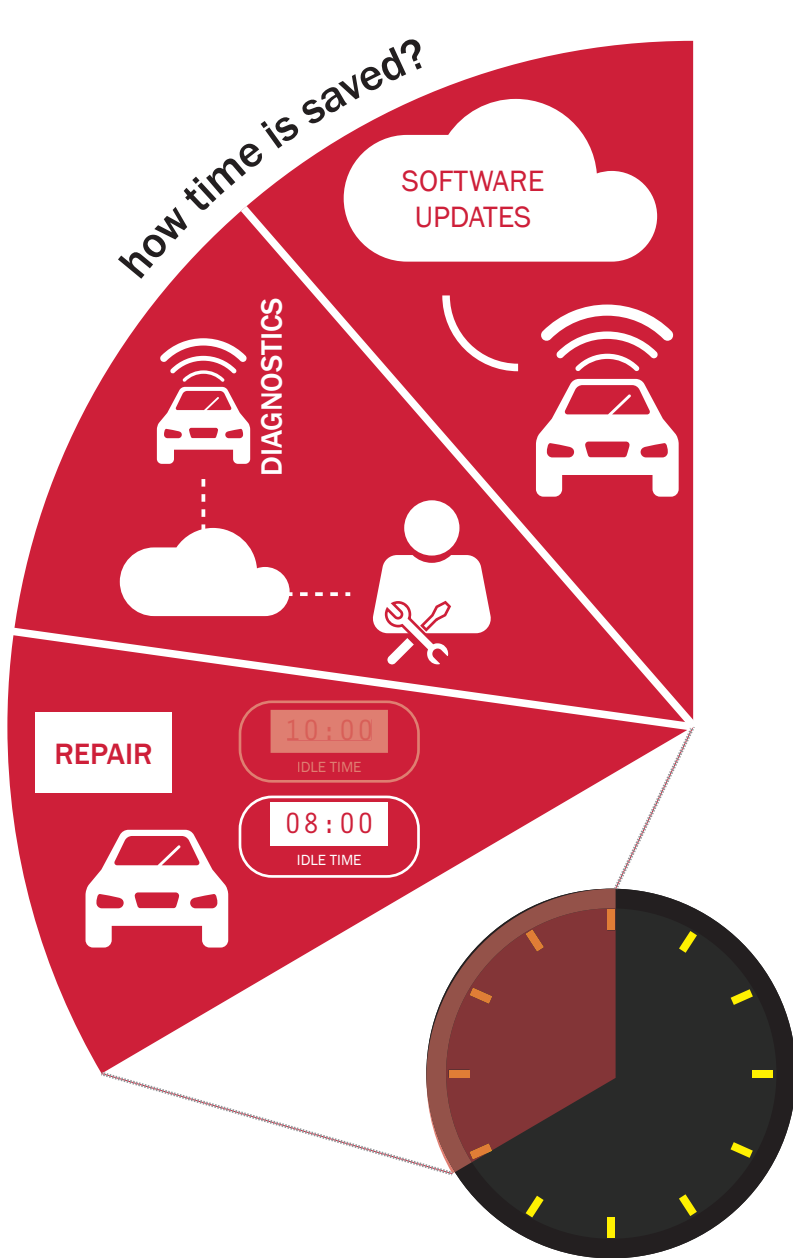 how time is saved?
SOFTWARE
UPDATES
DIAGNOSTICS
REPAIR
10:00
IDLE TIME
08:00
IDLE TIME